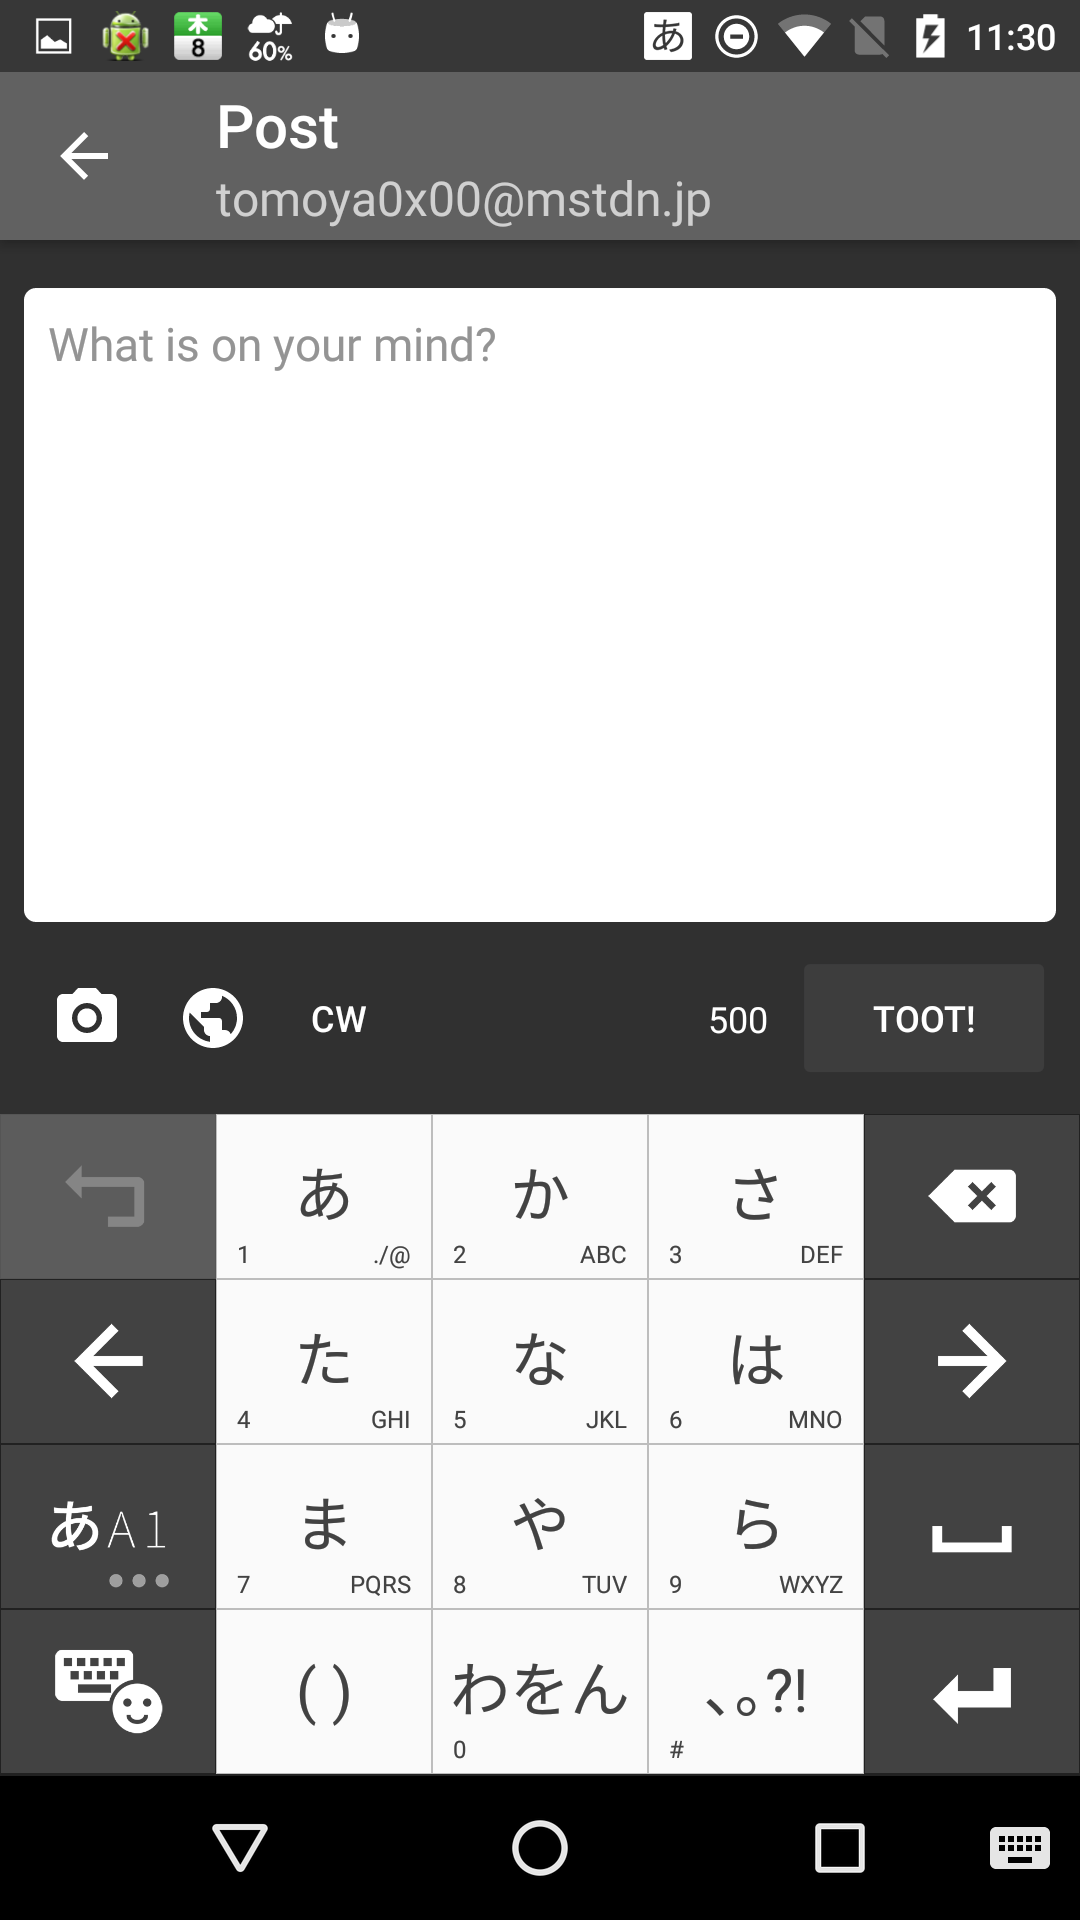 木
8
60%
あ
11:30
Post
tomoya0x00@mstdn.jp
What is on your mind?
CW
500
TOOT!
あ
1 ./@
か
2 ABC
さ
3 DEF
た
4 GHI
な
5 JKL
は
6 MNO
あA1
ま
7 PQRS
や
8 TUV
ら
9 WXYZ
( )
わをん
0
、。?!
#